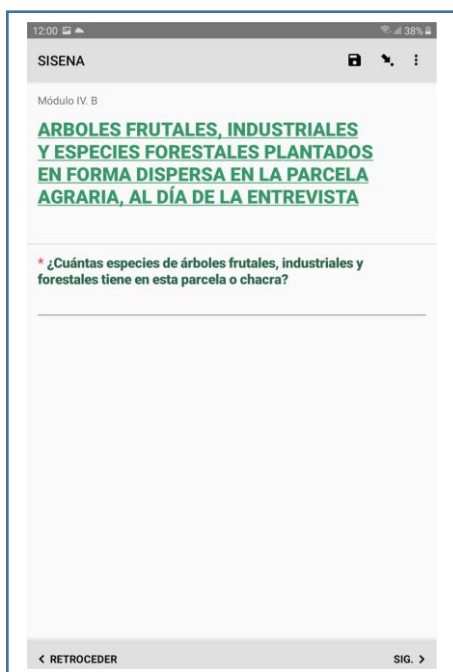 12:00 38%
SISENA
Módulo IV. B
ARBOLES FRUTALES, INDUSTRIALES
Y ESPECIES FORESTALES PLANTADOS
EN FORMA DISPERSA EN LA PARCELA
AGRARIA, AL DÍA DE LA ENTREVISTA
* ¿Cuántas especies de árboles frutales, industriales y
forestales tiene en esta parcela o chacra?
< RETROCEDER SIG. >